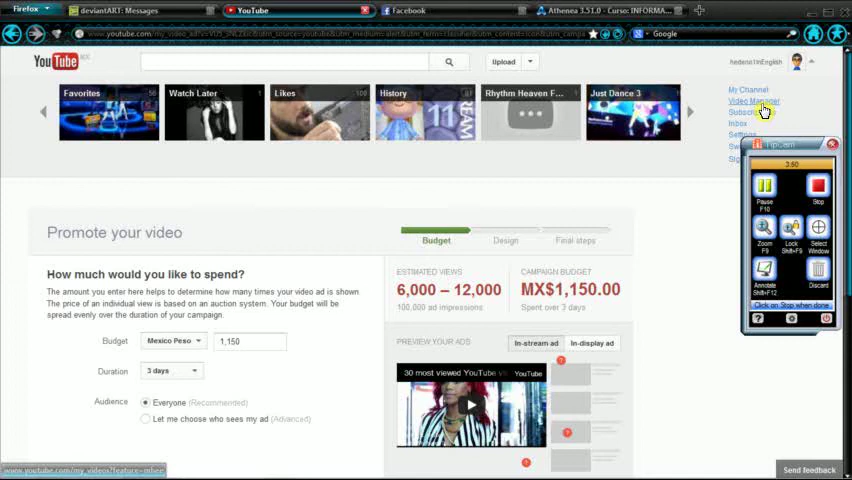 Firefox
deviantART: Messages
YouTube
Facebook
Athenea 3.51.0 - Curso: INFORMA...
Google
YouTube MX
Upload
hedeno1inEnglish
Favorites
Watch Later
Likes
History
Rhythm Heaven F...
Just Dance 3
My Channel
Video Manager
Inbox
Settings
TipCam
3:50
Pause
F10
Stop
Zoom
F9
Lock
Shift+F9
Select
Window
Annotate
Shift+F12
Discard
Click on Stop when done
Promote your video
Budget
Design
Final steps
How much would you like to spend?
The amount you enter here helps to determine how many times your video ad is shown.
The price of an individual view is based on an auction system. Your budget will be
spread evenly over the duration of your campaign.
Budget
Mexico Peso
1,150
Duration
3 days
Audience
Everyone (Recommended)
Let me choose who sees my ad (Advanced)
ESTIMATED VIEWS
6,000 – 12,000
100,000 ad impressions
CAMPAIGN BUDGET
MX$1,150.00
Spent over 3 days
PREVIEW YOUR ADS
In-stream ad
In-display ad
30 most viewed YouTube
YouTube
www.youtube.com/my_videos?feature=mhee
Send feedback